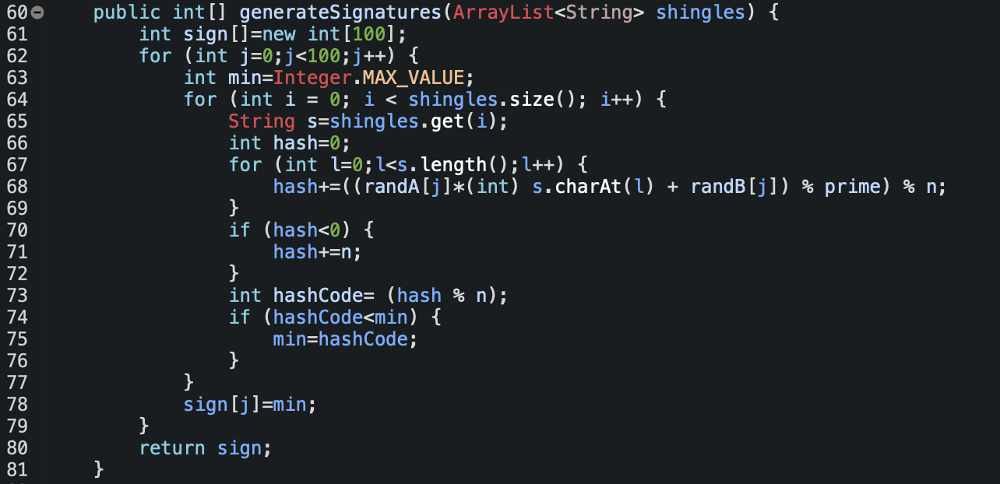 60 public int[] generateSignatures(ArrayList<String> shingles) {
61 int sign[]=new int[100];
62 for (int j=0;j<100;j++) {
63 int min=Integer.MAX_VALUE;
64 for (int i = 0; i < shingles.size(); i++) {
65 String s=shingles.get(i);
66 int hash=0;
67 for (int l=0;l<s.length();l++) {
68 hash+=((randA[j]*(int) s.charAt(l) + randB[j]) % prime) % n;
69 }
70 if (hash<0) {
71 hash+=n;
72 }
73 int hashCode= (hash % n);
74 if (hashCode<min) {
75 min=hashCode;
76 }
77 }
78 sign[j]=min;
79 }
80 return sign;
81 }